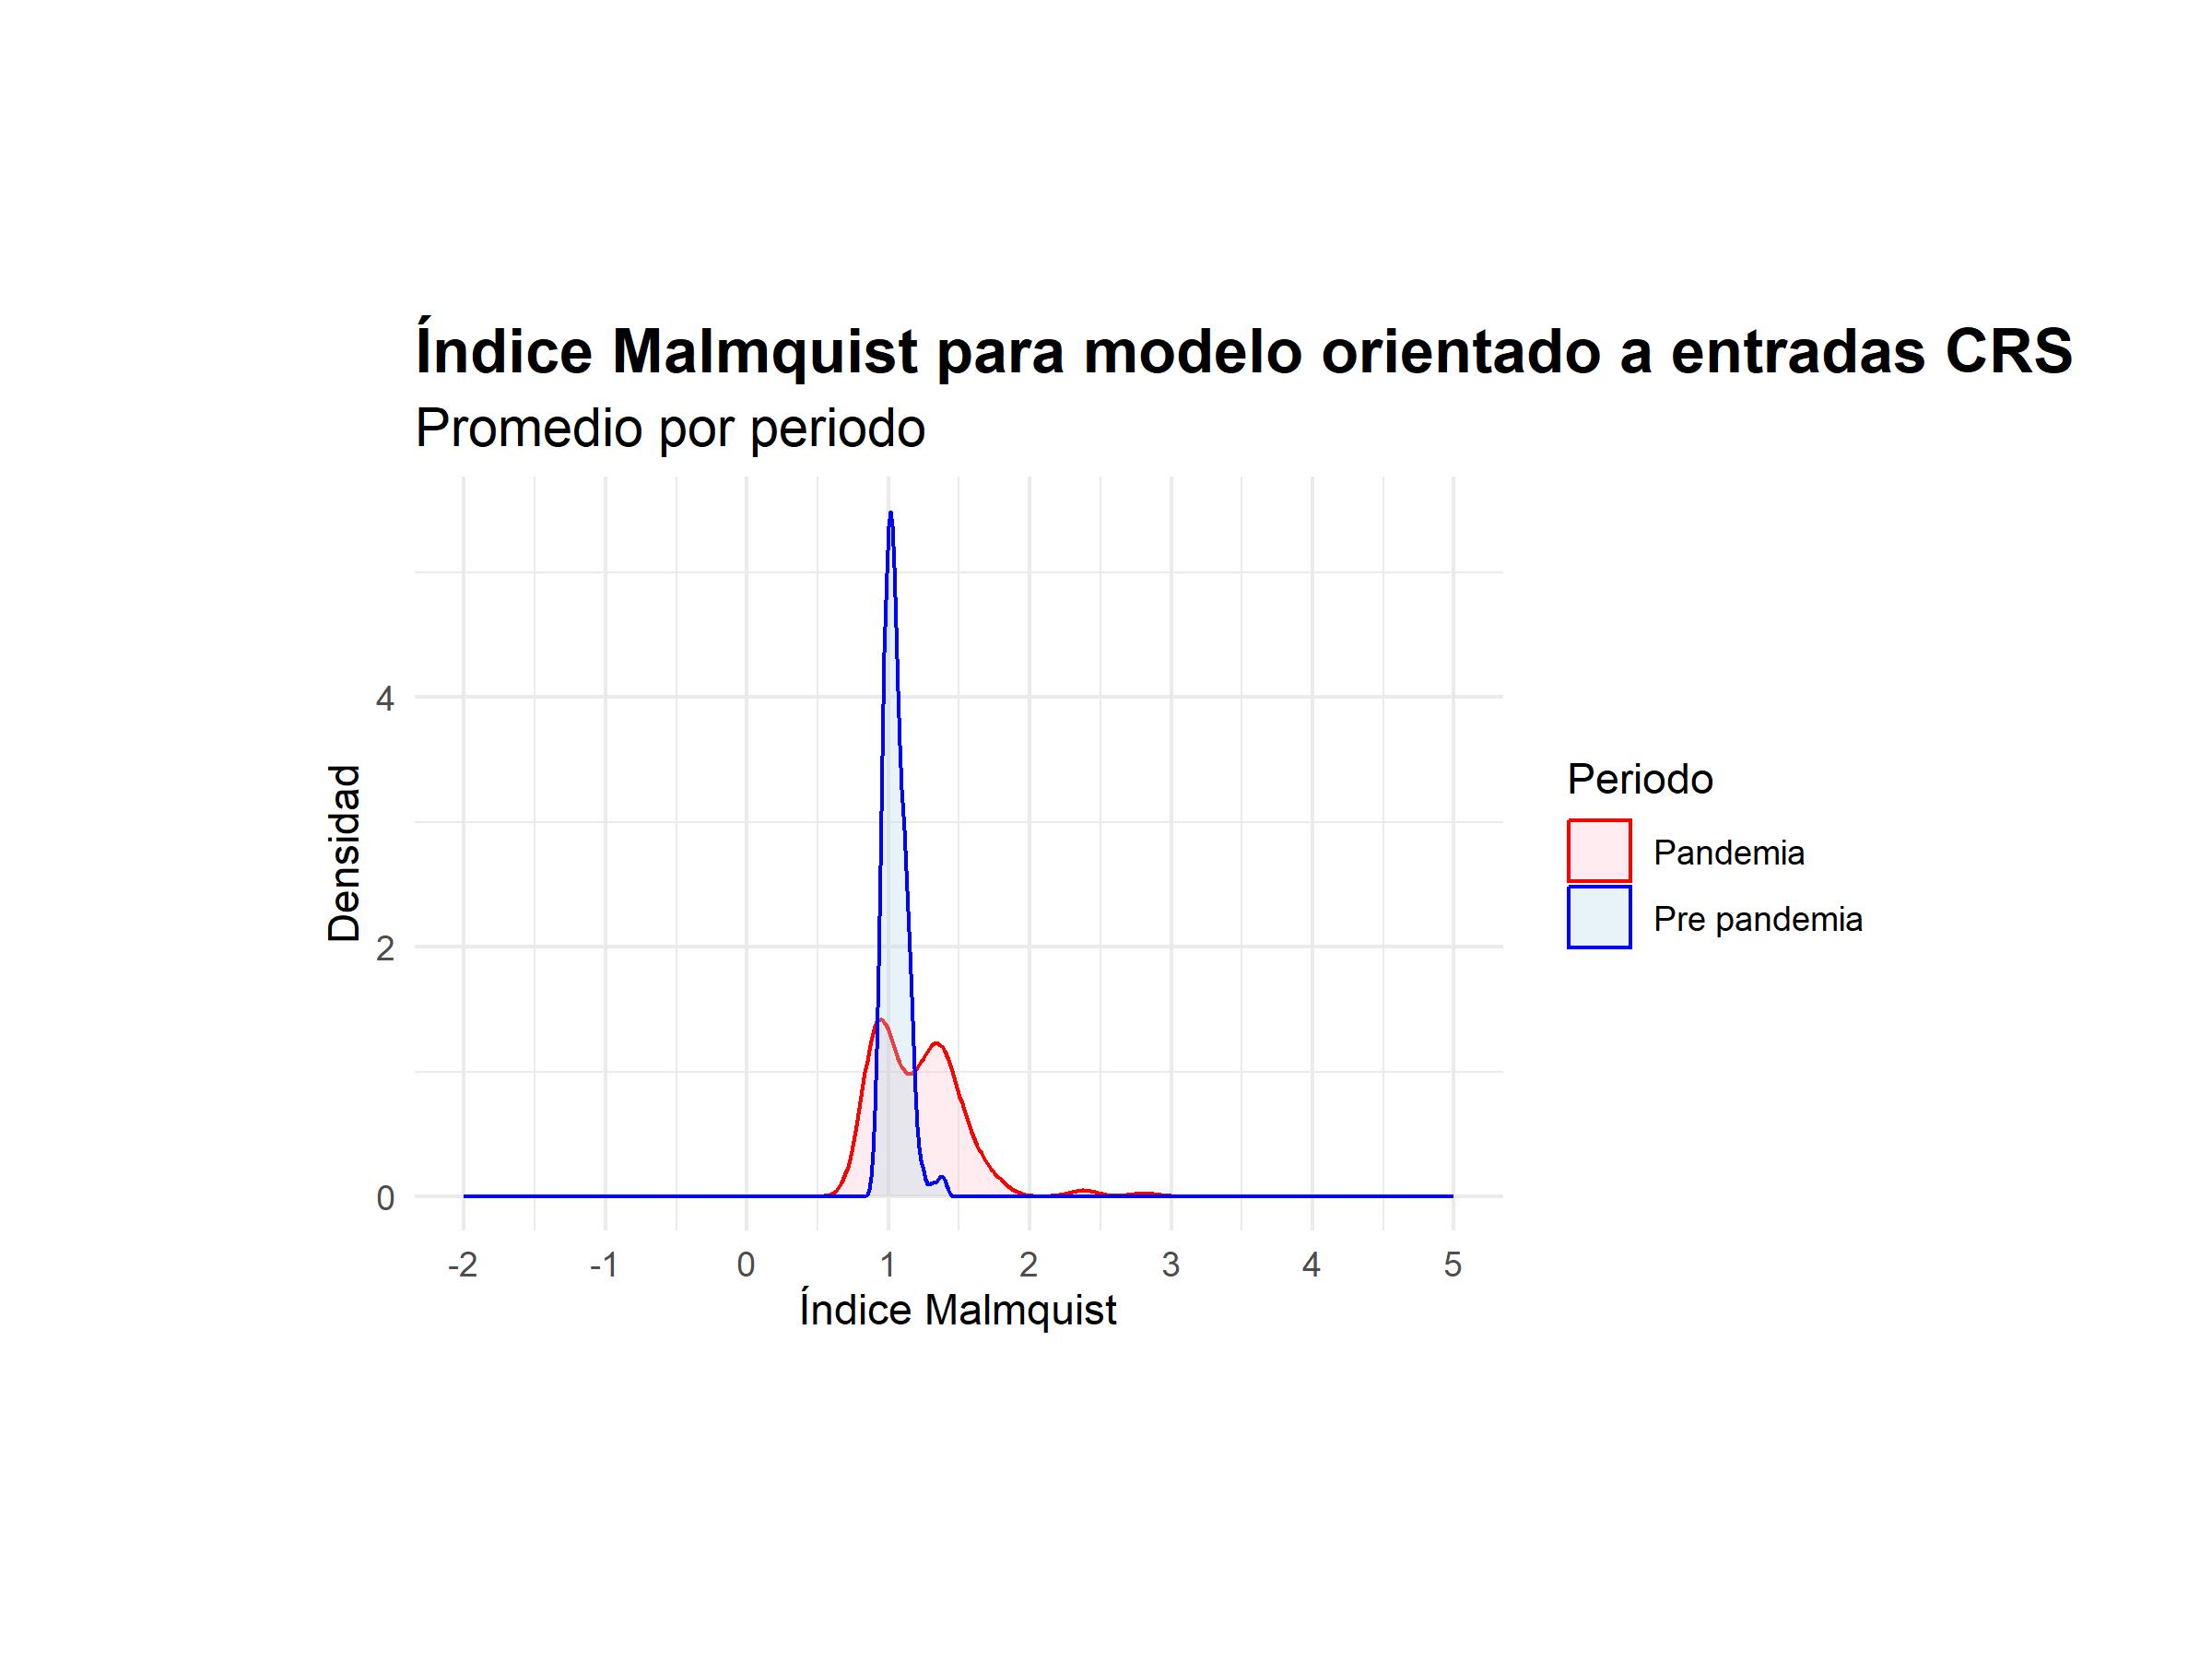 Índice Malmquist para modelo orientado a entradas CRS
Promedio por periodo
Densidad
4
2
0
-2 -1 0 1 2 3 4 5
Índice Malmquist
Periodo
Pandemia
Pre pandemia